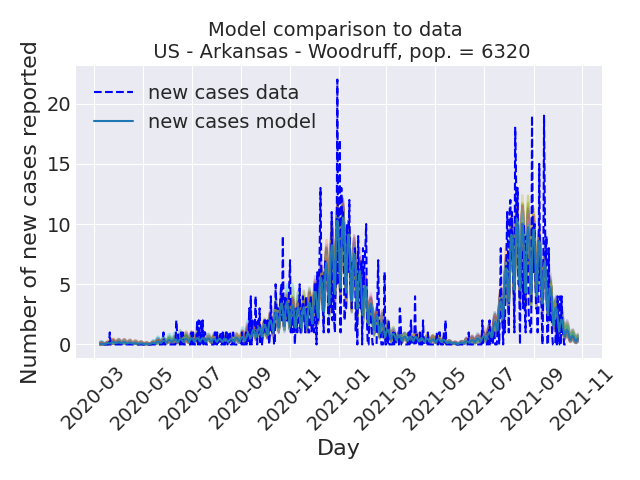 Model comparison to data
US - Arkansas - Woodruff, pop. = 6320
Number of new cases reported
new cases data
new cases model
20
15
10
5
0
2020-03
2020-05
2020-07
2020-09
2020-11
2021-01
2021-03
2021-05
2021-07
2021-09
2021-11
Day